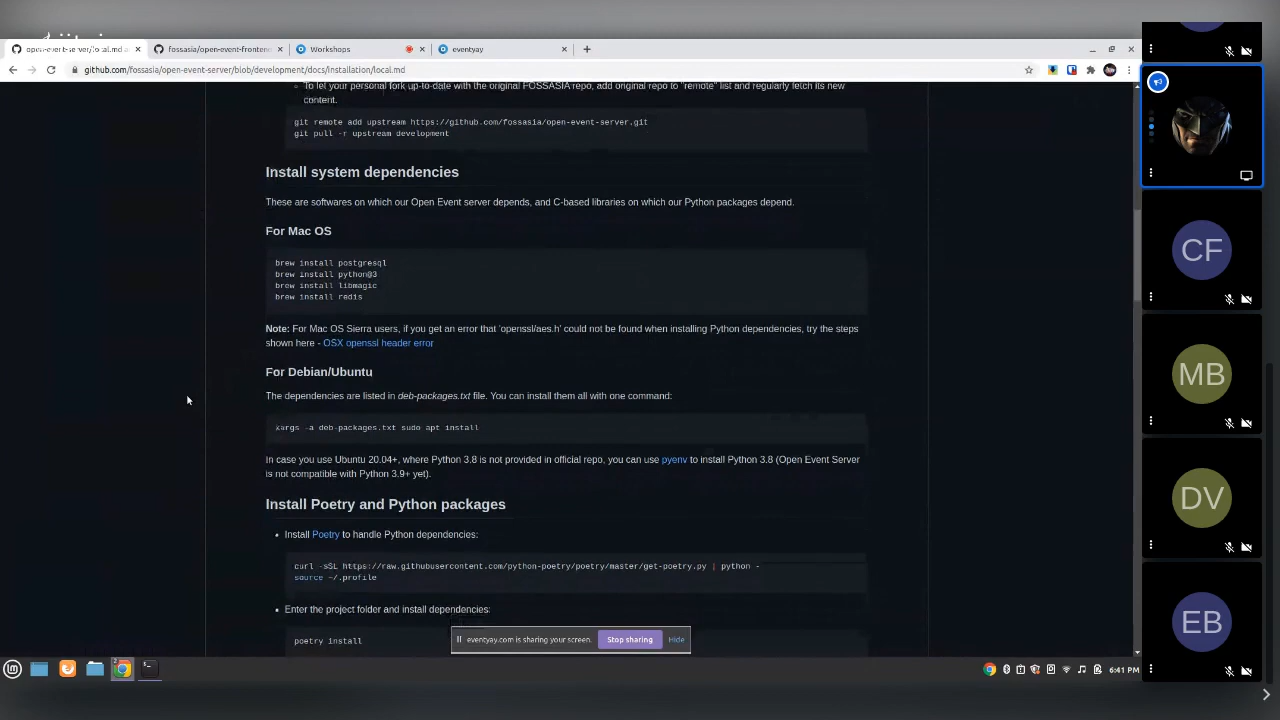 open-event-server/local.md a
fossasia/open-event-frontend
Workshops
eventyay
github.com/fossasia/open-event-server/blob/development/docs/installation/local.md
To let your personal fork up-to-date with the original FOSSASIA repo, add original repo to "remote" list and regularly fetch its new
content.
git remote add upstream https://github.com/fossasia/open-event-server.git
git pull -r upstream development
Install system dependencies
These are softwares on which our Open Event server depends, and C-based libraries on which our Python packages depend.
For Mac OS
brew install postgresql
brew install python@3
brew install libmagic
brew install redis
Note: For Mac OS Sierra users, if you get an error that 'openssl/aes.h' could not be found when installing Python dependencies, try the steps
shown here - OSX openssl header error
For Debian/Ubuntu
The dependencies are listed in deb-packages.txt file. You can install them all with one command:
xargs -a deb-packages.txt sudo apt install
In case you use Ubuntu 20.04+, where Python 3.8 is not provided in official repo, you can use pyenv to install Python 3.8 (Open Event Server
is not compatible with Python 3.9+ yet).
Install Poetry and Python packages
Install Poetry to handle Python dependencies:
curl -sSL https://raw.githubusercontent.com/python-poetry/poetry/master/get-poetry.py | python -
source ~/.profile
Enter the project folder and install dependencies:
poetry install
eventyay.com is sharing your screen.
Stop sharing
Hide
6:41 PM
CF
MB
DV
EB